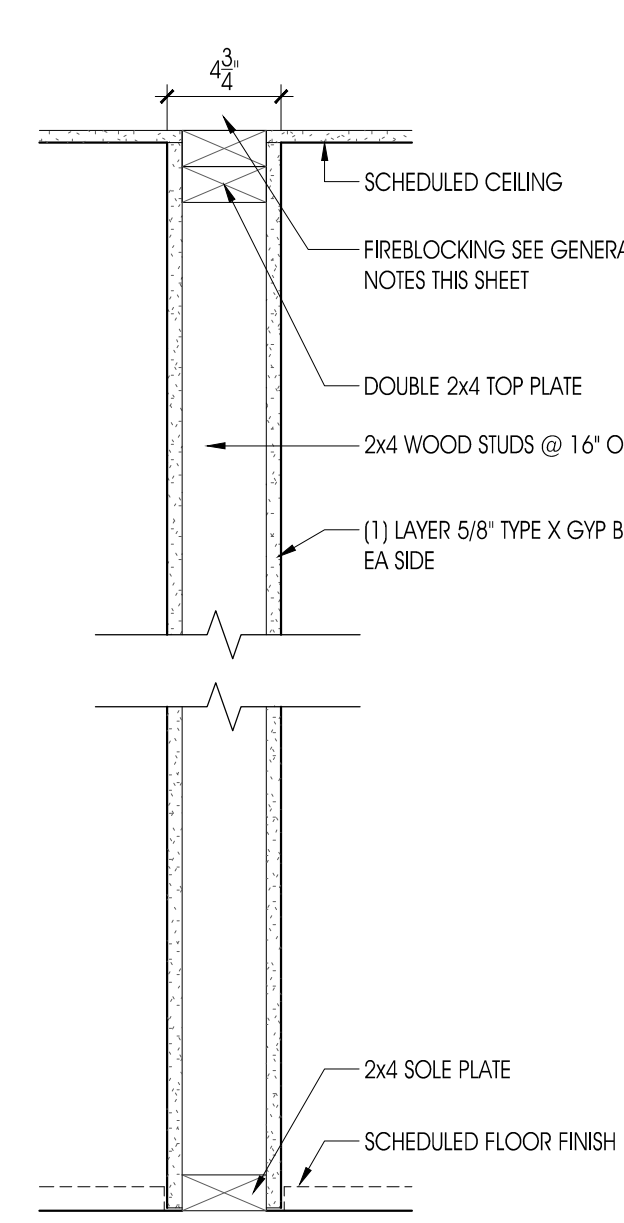 4 3/4"
SCHEDULED CEILING
FIREBLOCKING SEE GENERA
NOTES THIS SHEET
DOUBLE 2x4 TOP PLATE
2x4 WOOD STUDS @ 16" O
(1) LAYER 5/8" TYPE X GYP B
EA SIDE
2x4 SOLE PLATE
SCHEDULED FLOOR FINISH